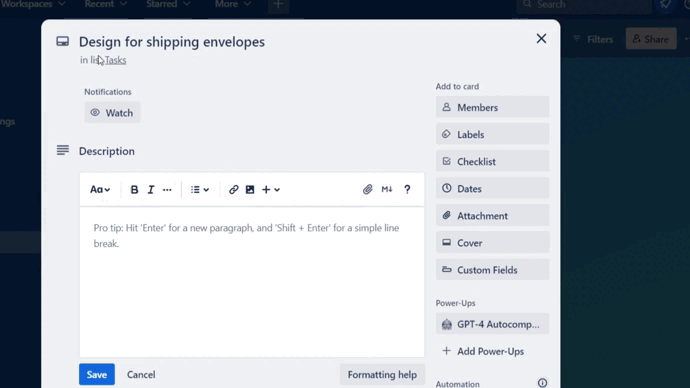 Workspaces
Recent
Starred
More
+
Search
Filters
Share
Design for shipping envelopes
in list Tasks
Notifications
Watch
Description
Aa
B I ...
M↓ ?
Pro tip: Hit 'Enter' for a new paragraph, and 'Shift + Enter' for a simple line
break.
Save
Cancel
Formatting help
Add to card
Members
Labels
Checklist
Dates
Attachment
Cover
Custom Fields
Power-Ups
GPT-4 Autocomp...
+ Add Power-Ups
Automation
ngs